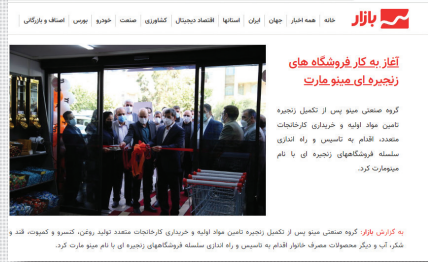 بازار
خانه همه اخبار جهان ایران استانها اقتصاد دیجیتال کشاورزی صنعت خودرو بورس اصناف و بازرگانی
آغاز به کار فروشگاه های
زنجیره ای مینو مارت
گروه صنعتی مینو پس از تکمیل زنجیره
تامین مواد اولیه و خریداری کارخانجات
متعدد، اقدام به تاسیس و راه اندازی
سلسله فروشگاههای زنجیره ای با نام
مینومارت کرد.
به گزارش بازار: گروه صنعتی مینو پس از تکمیل زنجیره تامین مواد اولیه و خریداری کارخانجات متعدد تولید روغن، کنسرو و کمپوت، قند و
شکر، آب و دیگر محصولات مصرف خانوار اقدام به تاسیس و راه اندازی سلسله فروشگاههای زنجیره ای با نام مینو مارت کرد.